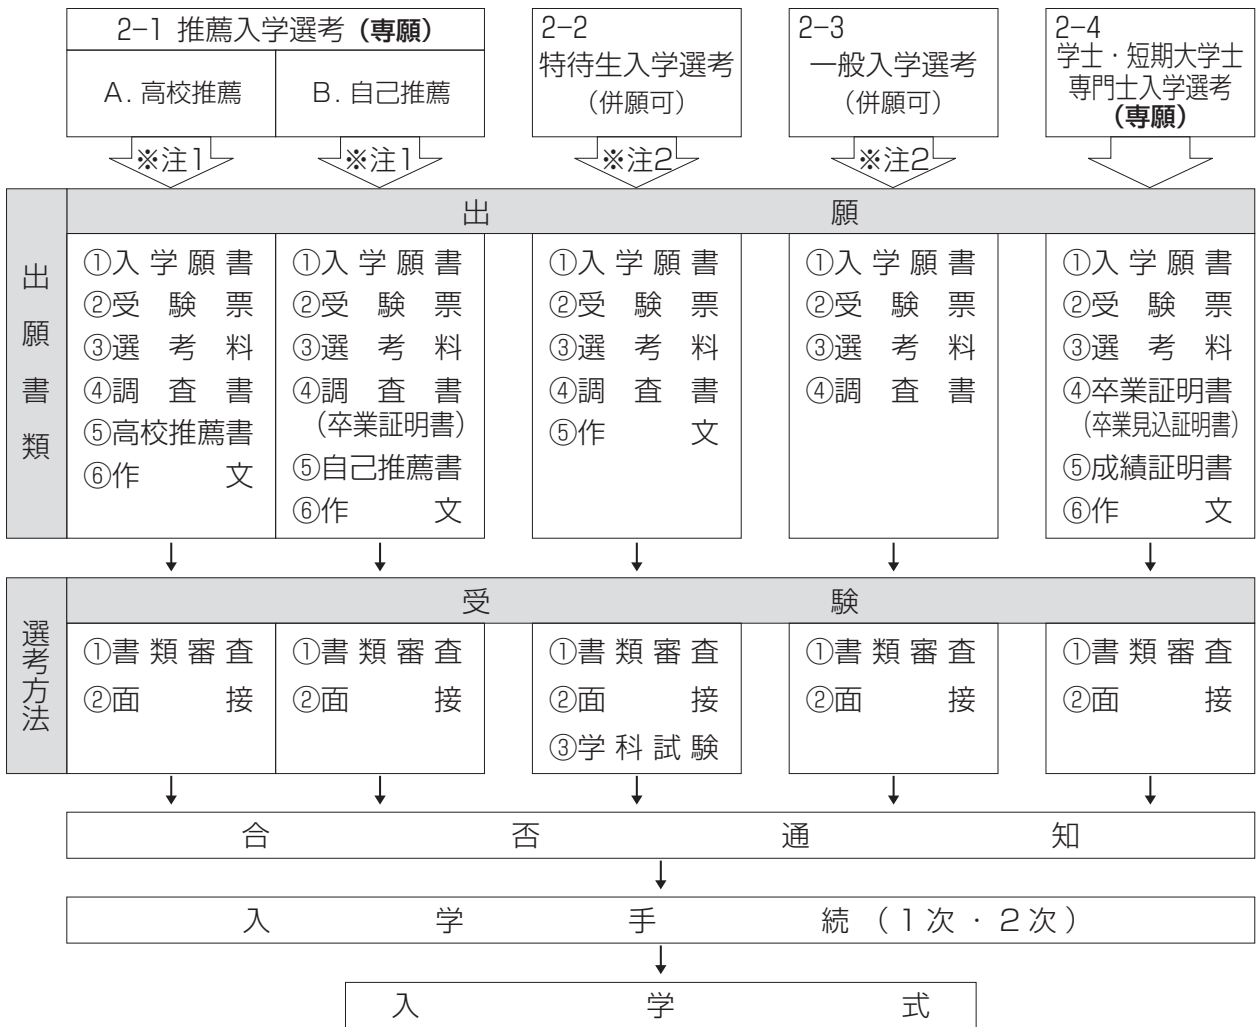 2-1 推薦入学選考(専願)
A.高校推薦
B.自己推薦
2-2
特待生入学選考
(併願可)
2-3
一般入学選考
(併願可)
2-4
学士・短期大学士
専門士入学選考
(専願)
※注1
※注1
※注2
※注2
出願書類
出願
①入学願書
②受験票
③選考料
④調査書
⑤高校推薦書
⑥作文
①入学願書
②受験票
③選考料
④調査書
(卒業証明書)
⑤自己推薦書
⑥作文
①入学願書
②受験票
③選考料
④調査書
⑤作文
①入学願書
②受験票
③選考料
④調査書
①入学願書
②受験票
③選考料
④卒業証明書
(卒業見込証明書)
⑤成績証明書
⑥作文
選考方法
受験
①書類審査
②面接
①書類審査
②面接
①書類審査
②面接
③学科試験
①書類審査
②面接
①書類審査
②面接
合否通知
入学手続(1次・2次)
入学式